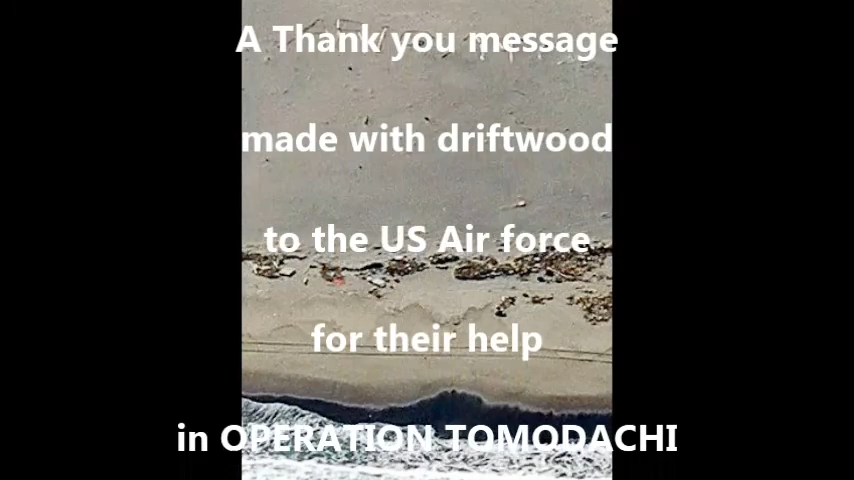 A Thank you message
made with driftwood
to the US Air force
for their help
in OPERATION TOMODACHI